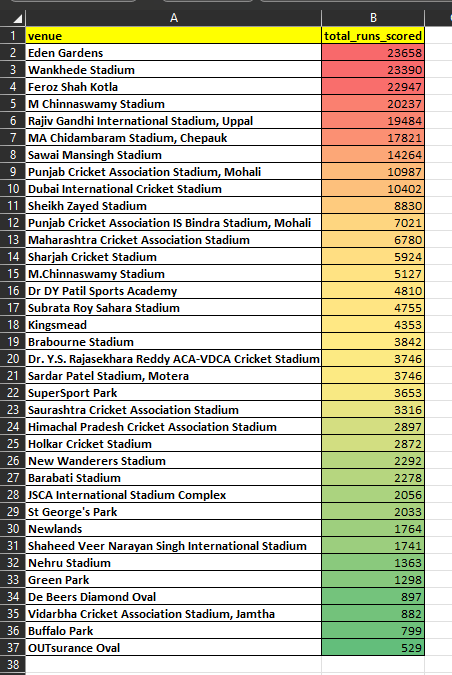 A B
1 venue total_runs_scored
2 Eden Gardens 23658
3 Wankhede Stadium 23390
4 Feroz Shah Kotla 22947
5 M Chinnaswamy Stadium 20237
6 Rajiv Gandhi International Stadium, Uppal 19484
7 MA Chidambaram Stadium, Chepauk 17821
8 Sawai Mansingh Stadium 14264
9 Punjab Cricket Association Stadium, Mohali 10987
10 Dubai International Cricket Stadium 10402
11 Sheikh Zayed Stadium 8830
12 Punjab Cricket Association IS Bindra Stadium, Mohali 7021
13 Maharashtra Cricket Association Stadium 6780
14 Sharjah Cricket Stadium 5924
15 M.Chinnaswamy Stadium 5127
16 Dr DY Patil Sports Academy 4810
17 Subrata Roy Sahara Stadium 4755
18 Kingsmead 4353
19 Brabourne Stadium 3842
20 Dr. Y.S. Rajasekhara Reddy ACA-VDCA Cricket Stadium 3746
21 Sardar Patel Stadium, Motera 3746
22 SuperSport Park 3653
23 Saurashtra Cricket Association Stadium 3316
24 Himachal Pradesh Cricket Association Stadium 2897
25 Holkar Cricket Stadium 2872
26 New Wanderers Stadium 2292
27 Barabati Stadium 2278
28 JSCA International Stadium Complex 2056
29 St George's Park 2033
30 Newlands 1764
31 Shaheed Veer Narayan Singh International Stadium 1741
32 Nehru Stadium 1363
33 Green Park 1298
34 De Beers Diamond Oval 897
35 Vidarbha Cricket Association Stadium, Jamtha 882
36 Buffalo Park 799
37 OUTsurance Oval 529
38